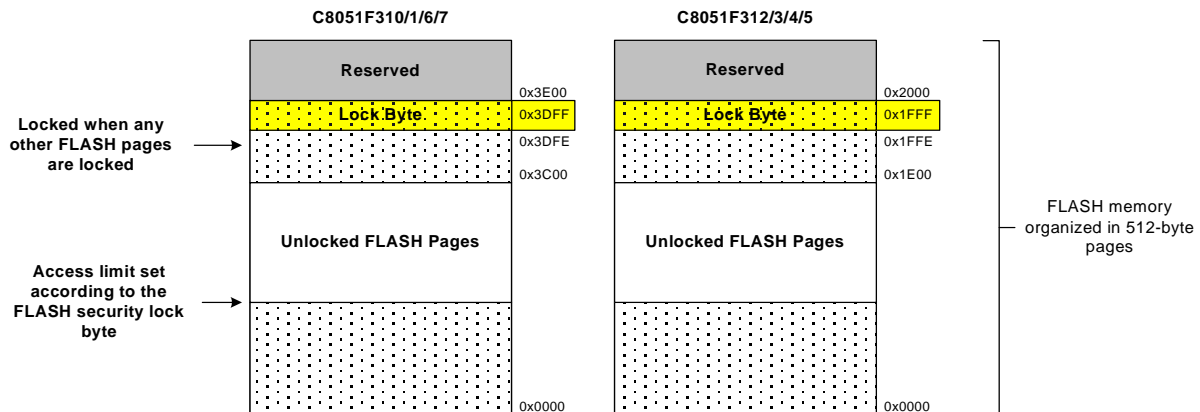 C8051F310/1/6/7
C8051F312/3/4/5
Reserved
0x3E00
Lock Byte
0x3DFF
0x3DFE
0x3C00
Unlocked FLASH Pages
0x0000
Reserved
0x2000
Lock Byte
0x1FFF
0x1FFE
0x1E00
Unlocked FLASH Pages
0x0000
Locked when any
other FLASH pages
are locked
Access limit set
according to the
FLASH security lock
byte
FLASH memory
organized in 512-byte
pages